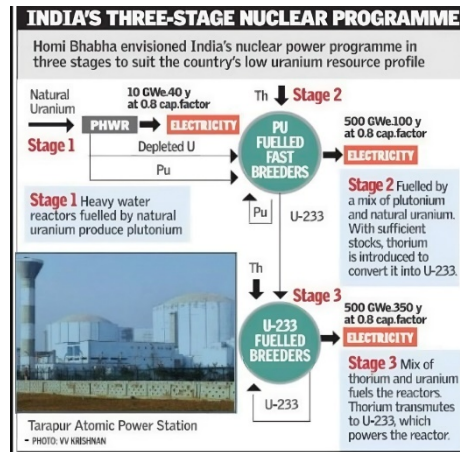 INDIA'S THREE-STAGE NUCLEAR PROGRAMME
Homi Bhabha envisioned India's nuclear power programme in
three stages to suit the country's low uranium resource profile
Natural
Uranium
Stage 1
PHWR
10 GWe.40 y
at 0.8 cap.factor
ELECTRICITY
Depleted U
Pu
Th
Stage 2
PU
FUELLED
FAST
BREEDERS
500 GWe.100 y
at 0.8 cap.factor
ELECTRICITY
Stage 1 Heavy water
reactors fuelled by natural
uranium produce plutonium
Pu
U-233
Stage 2 Fuelled by
a mix of plutonium
and natural uranium.
With sufficient
stocks, thorium
is introduced to
convert it into U-233.
Th
Stage 3
U-233
FUELLED
BREEDERS
500 GWe.350 y
at 0.8 cap.factor
ELECTRICITY
U-233
Stage 3 Mix of
thorium and uranium
fuels the reactors.
Thorium transmutes
to U-233, which
powers the reactor.
Tarapur Atomic Power Station
- PHOTO: VV KRISHNAN